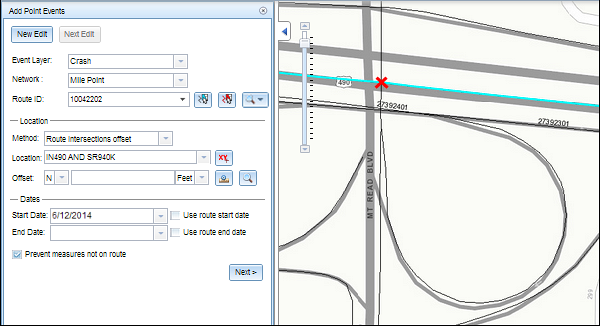 Add Point Events
New Edit Next Edit
Event Layer: Crash
Network : Mile Point
Route ID: 10042202
Location
Method: Route intersections offset
Location: IN490 AND SR940K XY
Offset: N Feet
Dates
Start Date: 6/12/2014 Use route start date
End Date: Use route end date
Prevent measures not on route
Next >
490
27392401
27392301
MT READ BLVD